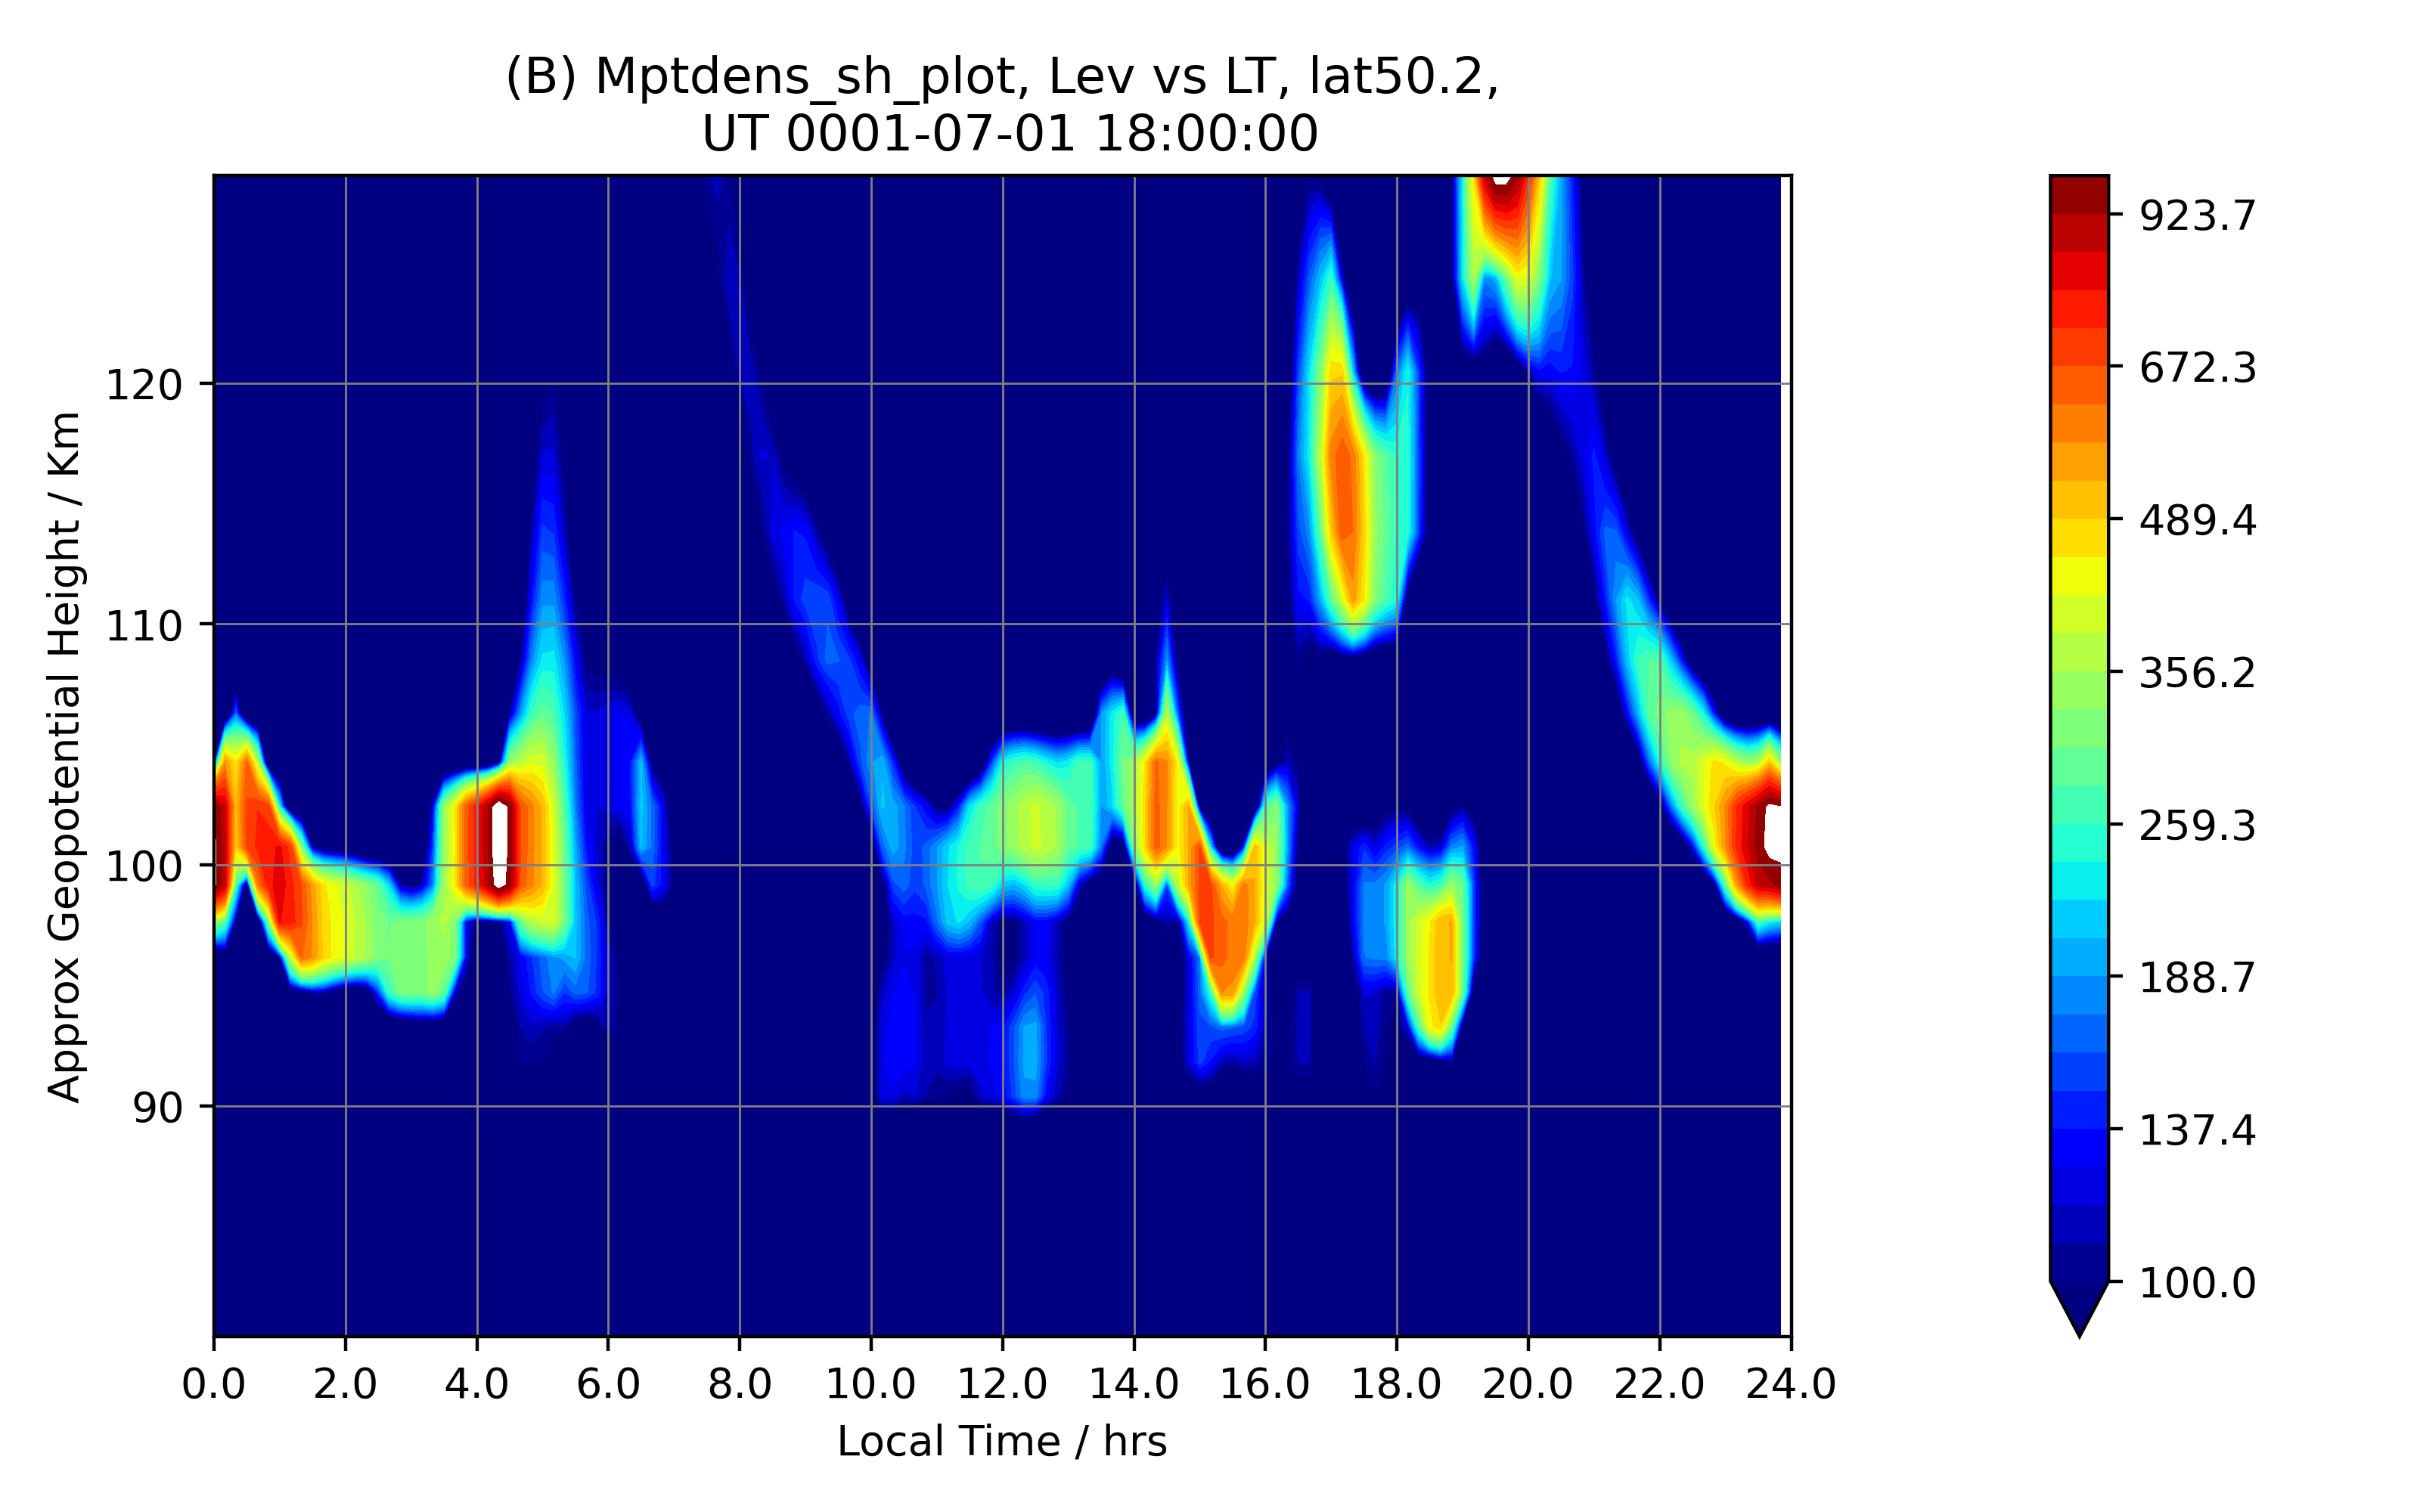 (B) Mptdens_sh_plot, Lev vs LT, lat50.2,
UT 0001-07-01 18:00:00
Approx Geopotential Height / Km
120
110
100
90
0.0 2.0 4.0 6.0 8.0 10.0 12.0 14.0 16.0 18.0 20.0 22.0 24.0
Local Time / hrs
923.7
672.3
489.4
356.2
259.3
188.7
137.4
100.0